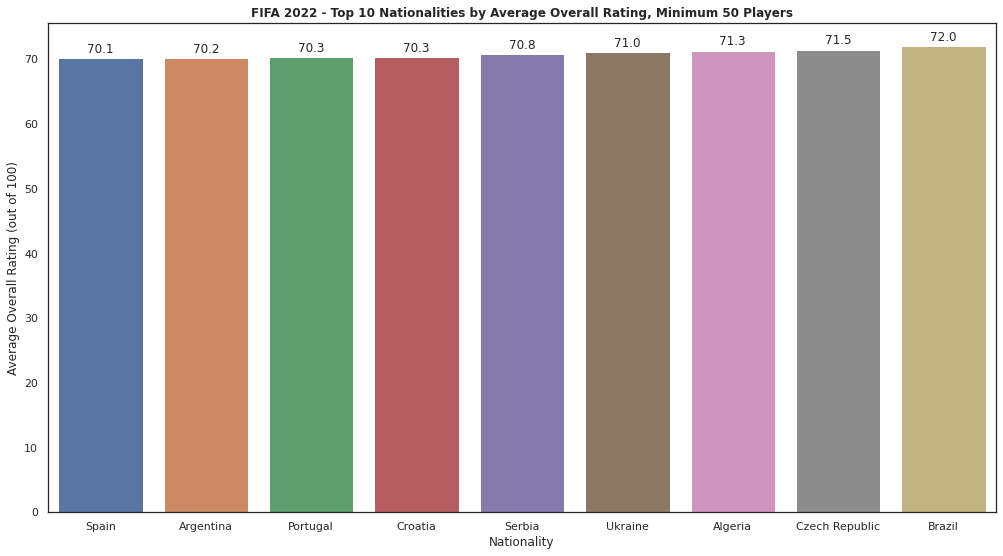 FIFA 2022 - Top 10 Nationalities by Average Overall Rating, Minimum 50 Players
Average Overall Rating (out of 100)
70
60
50
40
30
20
10
0
70.1
70.2
70.3
70.3
70.8
71.0
71.3
71.5
72.0
Spain
Argentina
Portugal
Croatia
Serbia
Ukraine
Algeria
Czech Republic
Brazil
Nationality